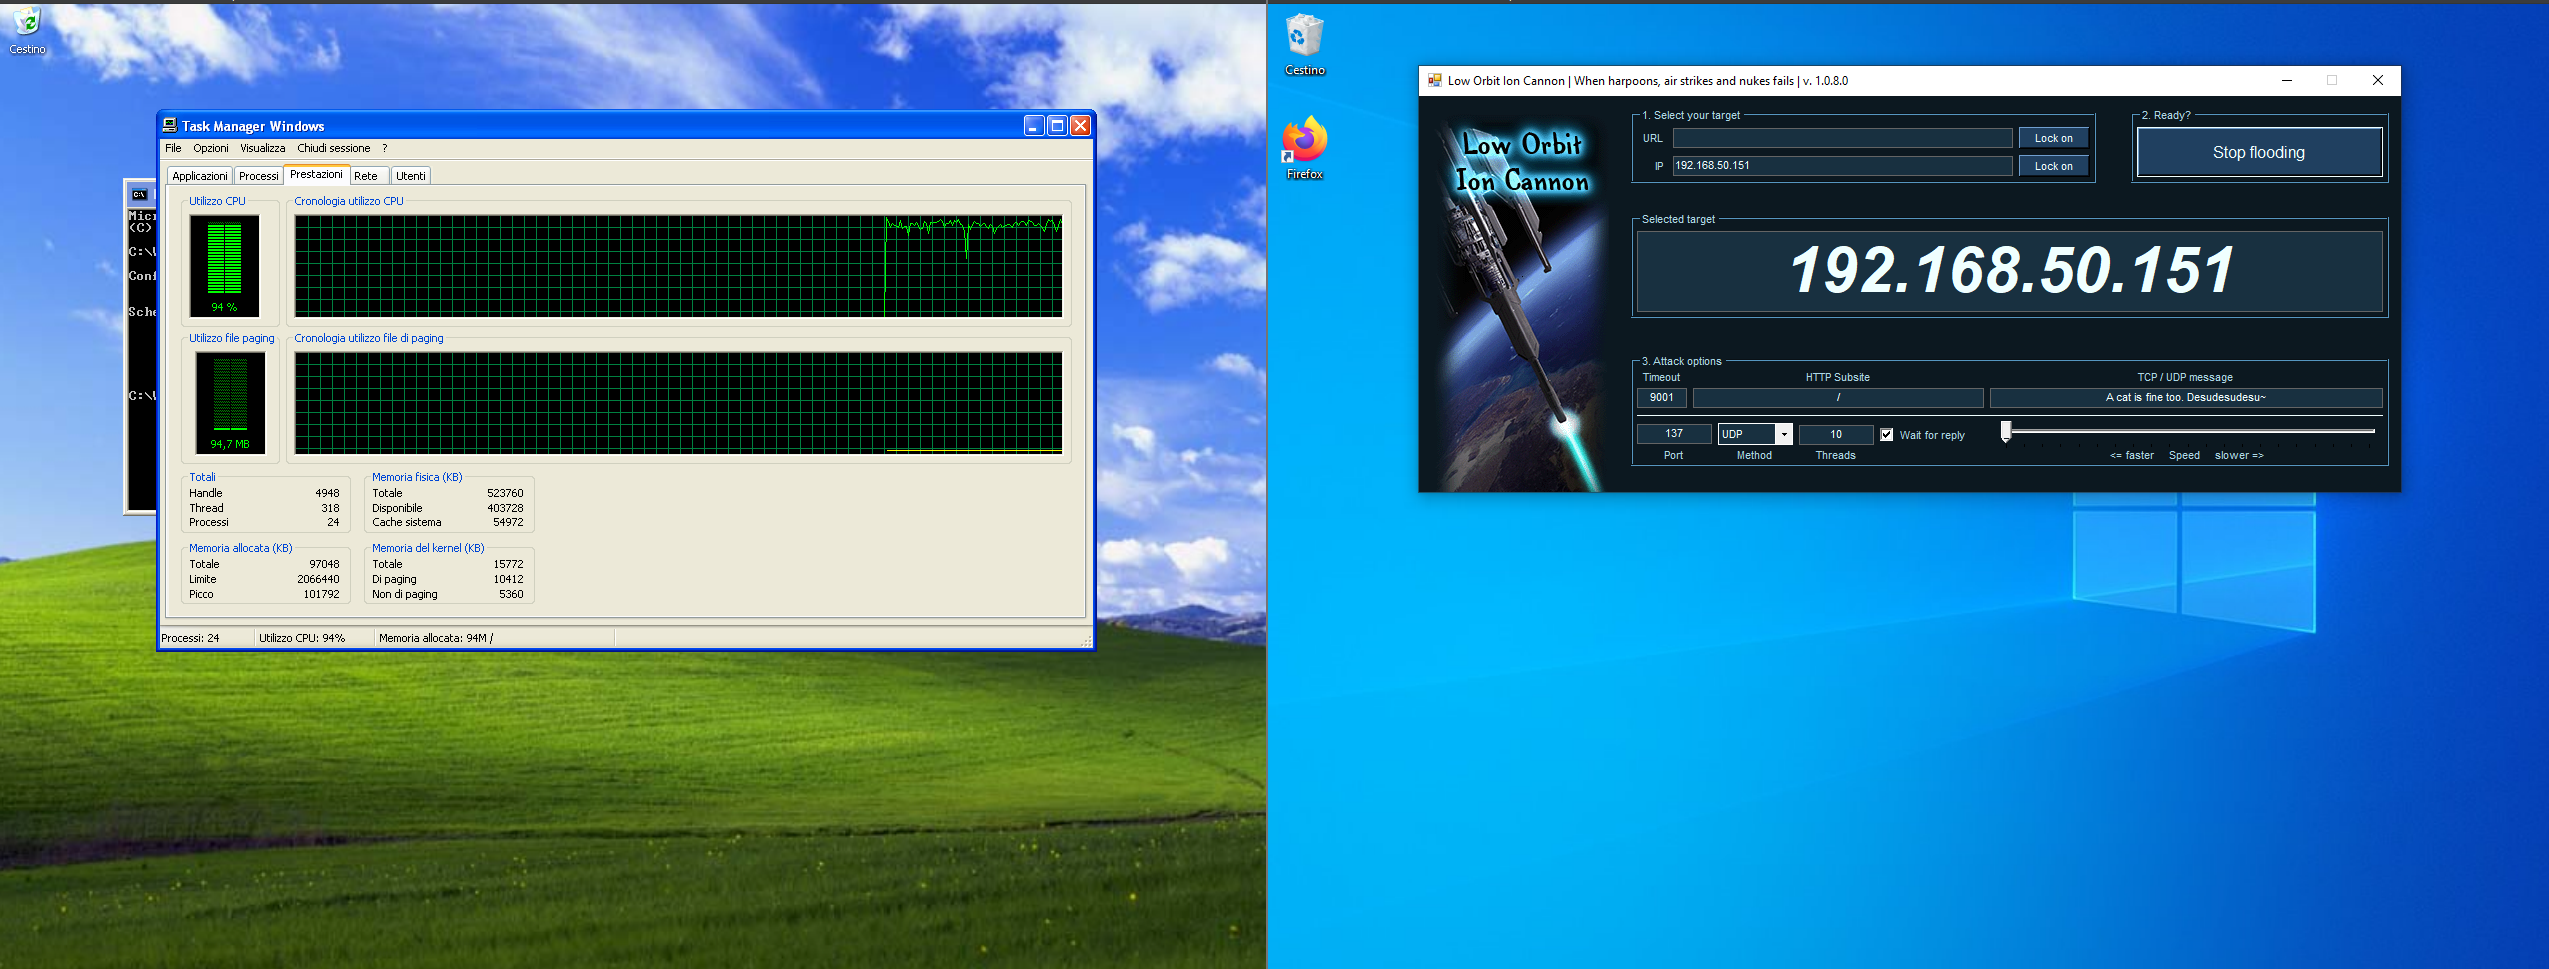 Cestino
Task Manager Windows
File Opzioni Visualizza Chiudi sessione ?
Applicazioni Processi Prestazioni Rete Utenti
Utilizzo CPU
Cronologia utilizzo CPU
94 %
Utilizzo file paging
Cronologia utilizzo file di paging
94,7 MB
Totali
Handle 4948
Thread 318
Processi 24
Memoria fisica (KB)
Totale 523760
Disponibile 403728
Cache sistema 54972
Memoria allocata (KB)
Totale 97048
Limite 2066440
Picco 101792
Memoria del kernel (KB)
Totale 15772
Di paging 10412
Non di paging 5360
Processi: 24 Utilizzo CPU: 94% Memoria allocata: 94M /
C:\
Micr
(C)
C:\
Conf
Sche
C:\
Cestino
Firefox
Low Orbit Ion Cannon | When harpoons, air strikes and nukes fails | v. 1.0.8.0
Low Orbit
Ion Cannon
1. Select your target
URL Lock on
IP 192.168.50.151 Lock on
2. Ready?
Stop flooding
Selected target
192.168.50.151
3. Attack options
Timeout HTTP Subsite TCP / UDP message
9001 / A cat is fine too. Desudesudesu~
137 UDP 10 Wait for reply
Port Method Threads <= faster Speed slower =>